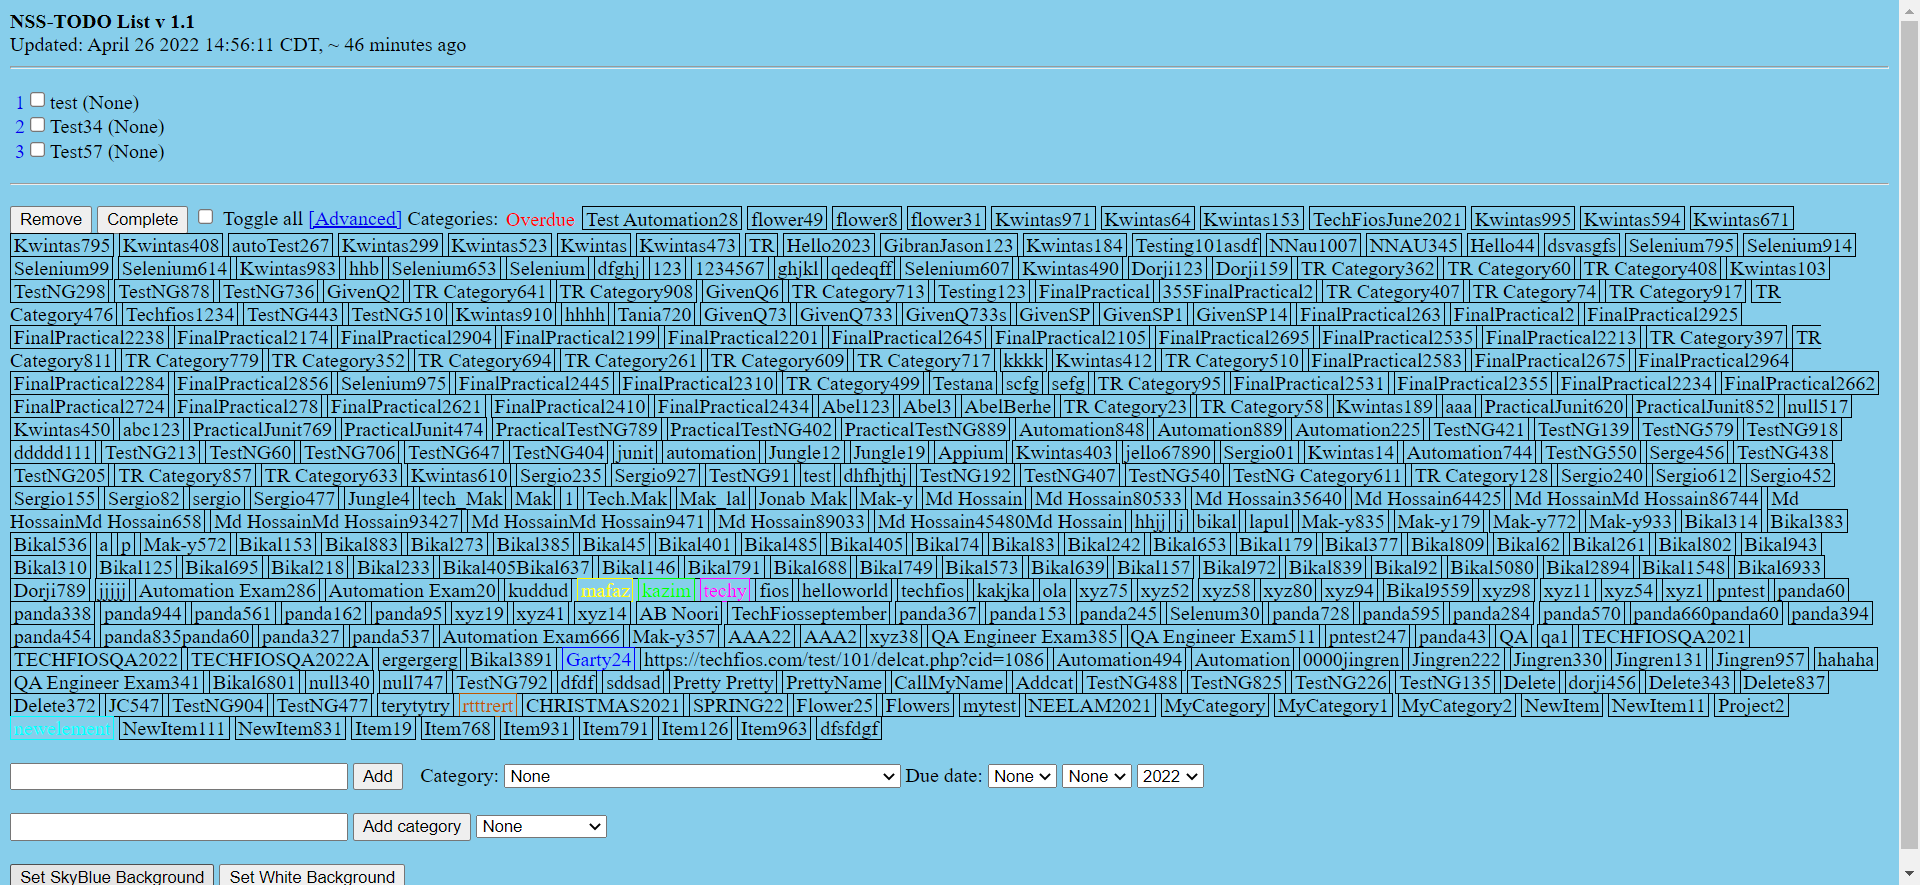 NSS-TODO List v 1.1
Updated: April 26 2022 14:56:11 CDT, ~ 46 minutes ago
1 test (None)
2 Test34 (None)
3 Test57 (None)
Remove Complete Toggle all [Advanced] Categories: Overdue Test Automation28 flower49 flower8 flower31 Kwintas971 Kwintas64 Kwintas153 TechFiosJune2021 Kwintas995 Kwintas594 Kwintas671
Kwintas795 Kwintas408 autoTest267 Kwintas299 Kwintas523 Kwintas Kwintas473 TR Hello2023 GibranJason123 Kwintas184 Testing101asdf NNau1007 NNAU345 Hello44 dsvasgfs Selenium795 Selenium914
Selenium99 Selenium614 Kwintas983 hhb Selenium653 Selenium dfghj 123 1234567 ghjkl qedeqff Selenium607 Kwintas490 Dorji123 Dorji159 TR Category362 TR Category60 TR Category408 Kwintas103
TestNG298 TestNG878 TestNG736 GivenQ2 TR Category641 TR Category908 GivenQ6 TR Category713 Testing123 FinalPractical 355FinalPractical2 TR Category407 TR Category74 TR Category917 TR
Category476 Techfios1234 TestNG443 TestNG510 Kwintas910 hhhh Tania720 GivenQ73 GivenQ733 GivenQ733s GivenSP GivenSP1 GivenSP14 FinalPractical263 FinalPractical2 FinalPractical2925
FinalPractical2238 FinalPractical2174 FinalPractical2904 FinalPractical2199 FinalPractical2201 FinalPractical2645 FinalPractical2105 FinalPractical2695 FinalPractical2535 FinalPractical2213 TR Category397 TR
Category811 TR Category779 TR Category352 TR Category694 TR Category261 TR Category609 TR Category717 kkkk Kwintas412 TR Category510 FinalPractical2583 FinalPractical2675 FinalPractical2964
FinalPractical2284 FinalPractical2856 Selenium975 FinalPractical2445 FinalPractical2310 TR Category499 Testana scfg sefg TR Category95 FinalPractical2531 FinalPractical2355 FinalPractical2234 FinalPractical2662
FinalPractical2724 FinalPractical278 FinalPractical2621 FinalPractical2410 FinalPractical2434 Abel123 Abel3 AbelBerhe TR Category23 TR Category58 Kwintas189 aaa PracticalJunit620 PracticalJunit852 null517
Kwintas450 abc123 PracticalJunit769 PracticalJunit474 PracticalTestNG789 PracticalTestNG402 PracticalTestNG889 Automation848 Automation889 Automation225 TestNG421 TestNG139 TestNG579 TestNG918
ddddd111 TestNG213 TestNG60 TestNG706 TestNG647 TestNG404 junit automation Jungle12 Jungle19 Appium Kwintas403 jello67890 Sergio01 Kwintas14 Automation744 TestNG550 Serge456 TestNG438
TestNG205 TR Category857 TR Category633 Kwintas610 Sergio235 Sergio927 TestNG91 test dhfhjthj TestNG192 TestNG407 TestNG540 TestNG Category611 TR Category128 Sergio240 Sergio612 Sergio452
Sergio155 Sergio82 sergio Sergio477 Jungle4 tech_Mak Mak 1 Tech.Mak Mak_lal Jonab Mak Mak-y Md Hossain Md Hossain80533 Md Hossain35640 Md Hossain64425 Md HossainMd Hossain86744 Md
HossainMd Hossain658 Md HossainMd Hossain93427 Md HossainMd Hossain9471 Md Hossain89033 Md Hossain45480Md Hossain hhjj j bikal lapul Mak-y835 Mak-y179 Mak-y772 Mak-y933 Bikal314 Bikal383
Bikal536 a p Mak-y572 Bikal153 Bikal883 Bikal273 Bikal385 Bikal45 Bikal401 Bikal485 Bikal405 Bikal74 Bikal83 Bikal242 Bikal653 Bikal179 Bikal377 Bikal809 Bikal62 Bikal261 Bikal802 Bikal943
Bikal310 Bikal125 Bikal695 Bikal218 Bikal233 Bikal405Bikal637 Bikal146 Bikal791 Bikal688 Bikal749 Bikal573 Bikal639 Bikal157 Bikal972 Bikal839 Bikal92 Bikal5080 Bikal2894 Bikal1548 Bikal6933
Dorji789 jjjjj Automation Exam286 Automation Exam20 kuddud mafaz kazim techy fios helloworld techfios kakjka ola xyz75 xyz52 xyz58 xyz80 xyz94 Bikal9559 xyz98 xyz11 xyz54 xyz1 pntest panda60
panda338 panda944 panda561 panda162 panda95 xyz19 xyz41 xyz14 AB Noori TechFiosseptember panda367 panda153 panda245 Selenium30 panda728 panda595 panda284 panda570 panda660panda60 panda394
panda454 panda835panda60 panda327 panda537 Automation Exam666 Mak-y357 AAA22 AAA2 xyz38 QA Engineer Exam385 QA Engineer Exam511 pntest247 panda43 QA qa1 TECHFIOSQA2021
TECHFIOSQA2022 TECHFIOSQA2022A ergergerg Bikal3891 Garty24 https://techfios.com/test/101/delcat.php?cid=1086 Automation494 Automation 0000jingren Jingren222 Jingren330 Jingren131 Jingren957 hahaha
QA Engineer Exam341 Bikal6801 null340 null747 TestNG792 dfdf sddsad Pretty Pretty PrettyName CallMyName Addcat TestNG488 TestNG825 TestNG226 TestNG135 Delete dorji456 Delete343 Delete837
Delete372 JC547 TestNG904 TestNG477 terytytry rtttrert CHRISTMAS2021 SPRING22 Flower25 Flowers mytest NEELAM2021 MyCategory MyCategory1 MyCategory2 NewItem NewItem11 Project2
newelement NewItem111 NewItem831 Item19 Item768 Item931 Item791 Item126 Item963 dfsfdgf
Add Category: None Due date: None None 2022
Add category None
Set SkyBlue Background Set White Background